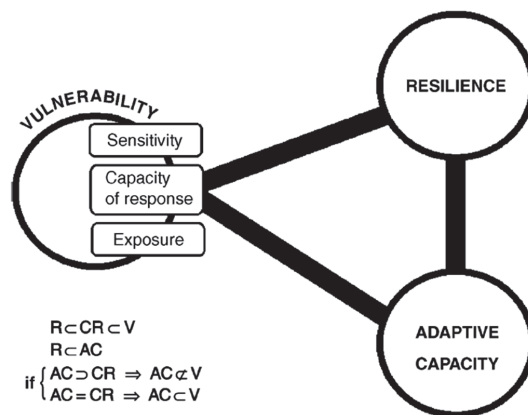 VULNERABILITY
Sensitivity
Capacity
of response
Exposure
RESILIENCE
ADAPTIVE
CAPACITY
R⊂CR⊂V
R⊂AC
if { AC⊃CR ⇒ AC⊄V
AC=CR ⇒ AC⊂V